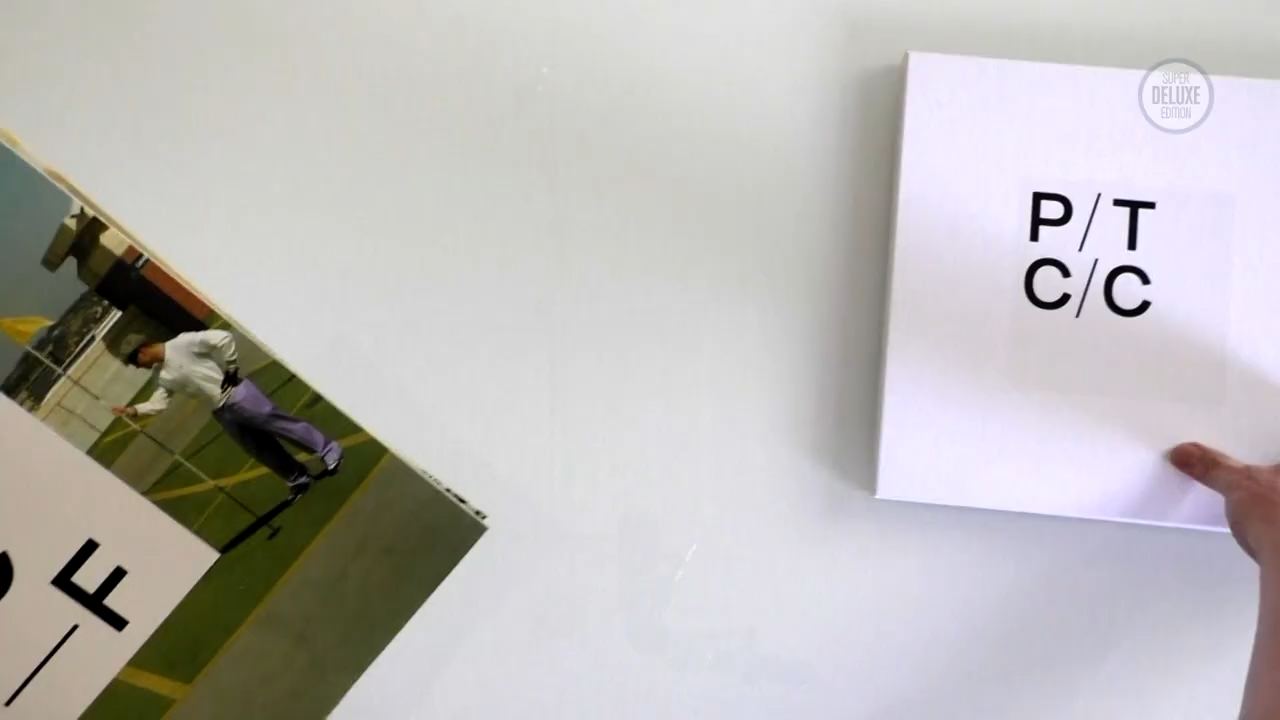 SUPER
DELUXE
EDITION
P/T
C/C
F